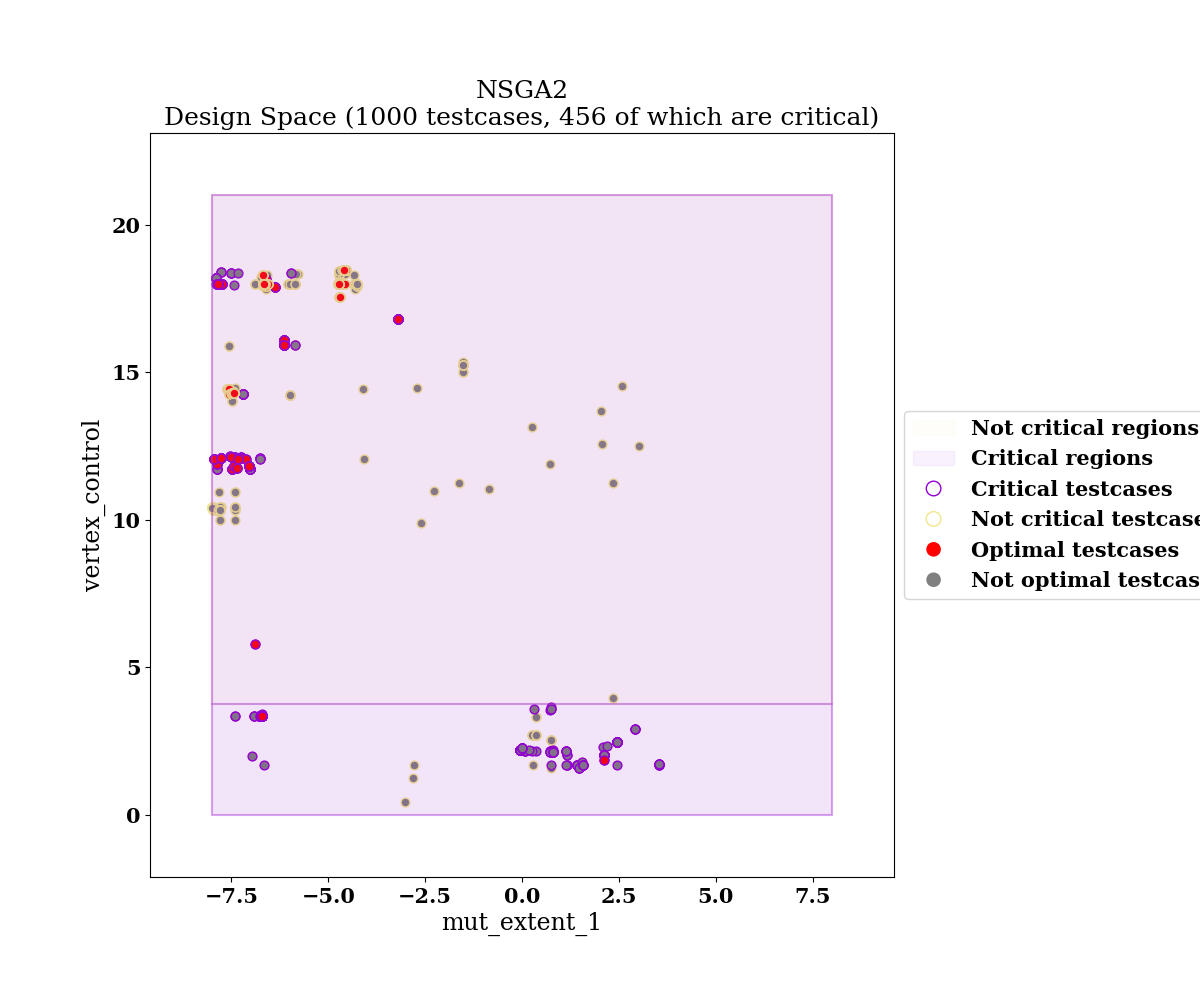 NSGA2
Design Space (1000 testcases, 456 of which are critical)
20
15
10
5
0
vertex_control
−7.5 −5.0 −2.5 0.0 2.5 5.0 7.5
mut_extent_1
Not critical regions
Critical regions
Critical testcases
Not critical testcase
Optimal testcases
Not optimal testcas